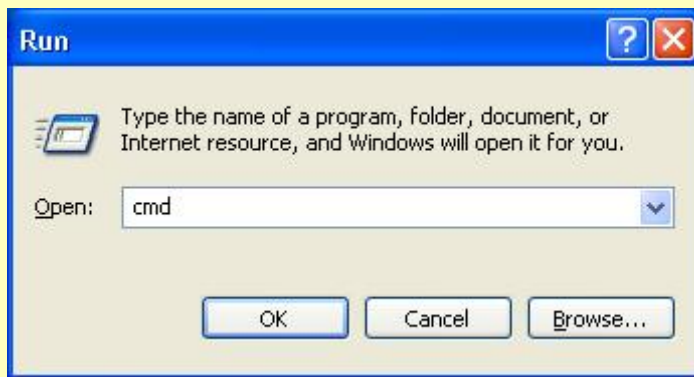 Run
Type the name of a program, folder, document, or
Internet resource, and Windows will open it for you.
Open: cmd
OK Cancel Browse...